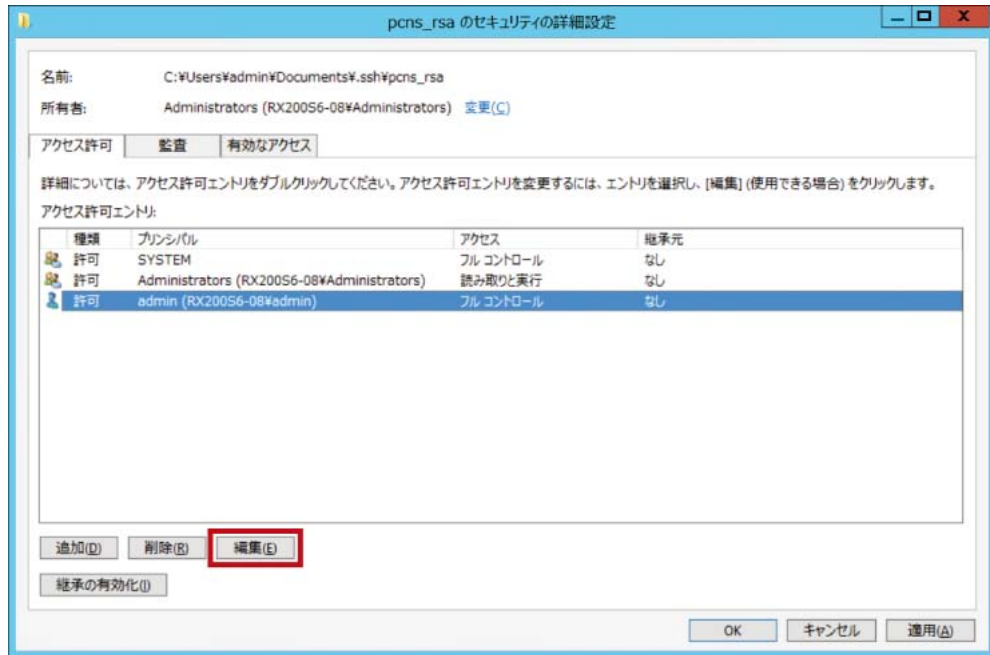 pcns_rsa のセキュリティの詳細設定
名前: C:¥Users¥admin¥Documents¥.ssh¥pcns_rsa
所有者: Administrators (RX200S6-08¥Administrators) 変更(C)
アクセス許可 監査 有効なアクセス
詳細については、アクセス許可エントリをダブルクリックしてください。アクセス許可エントリを変更するには、エントリを選択し、[編集] (使用できる場合) をクリックします。
アクセス許可エントリ:
種類 プリンシパル アクセス 継承元
許可 SYSTEM フル コントロール なし
許可 Administrators (RX200S6-08¥Administrators) 読み取りと実行 なし
許可 admin (RX200S6-08¥admin) フル コントロール なし
追加(D) 削除(R) 編集(E)
継承の有効化(I)
OK キャンセル 適用(A)